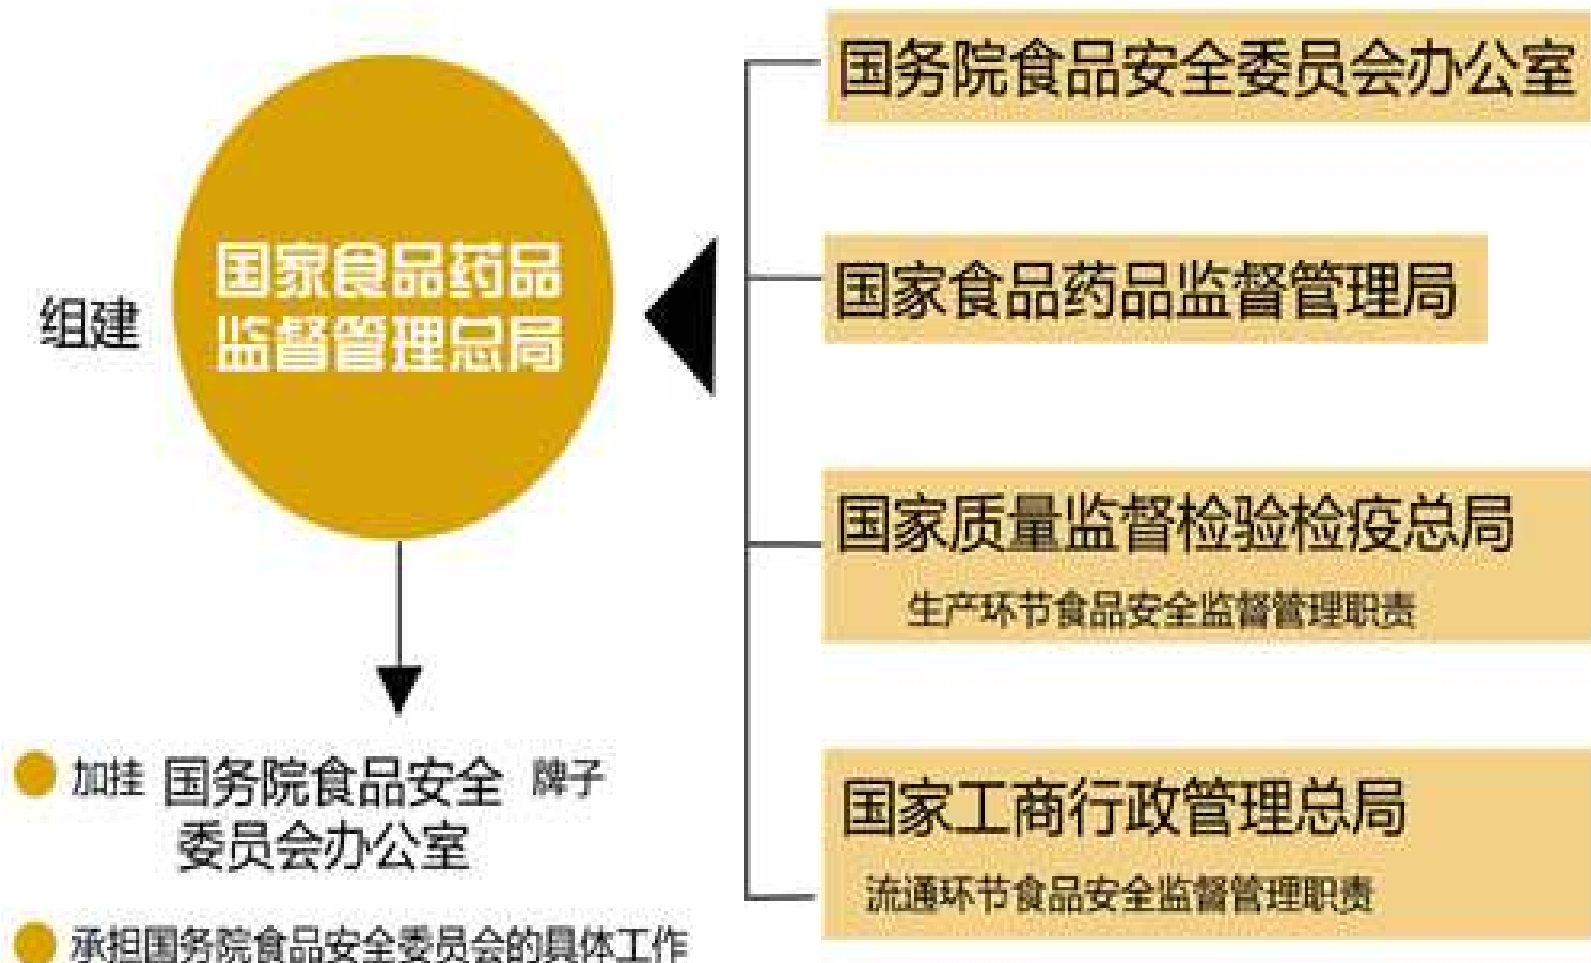 组建
国家食品药品
监督管理总局
国务院食品安全委员会办公室
国家食品药品监督管理局
国家质量监督检验检疫总局
生产环节食品安全监督管理职责
国家工商行政管理总局
流通环节食品安全监督管理职责
加挂 国务院食品安全 牌子
委员会办公室
承担国务院食品安全委员会的具体工作